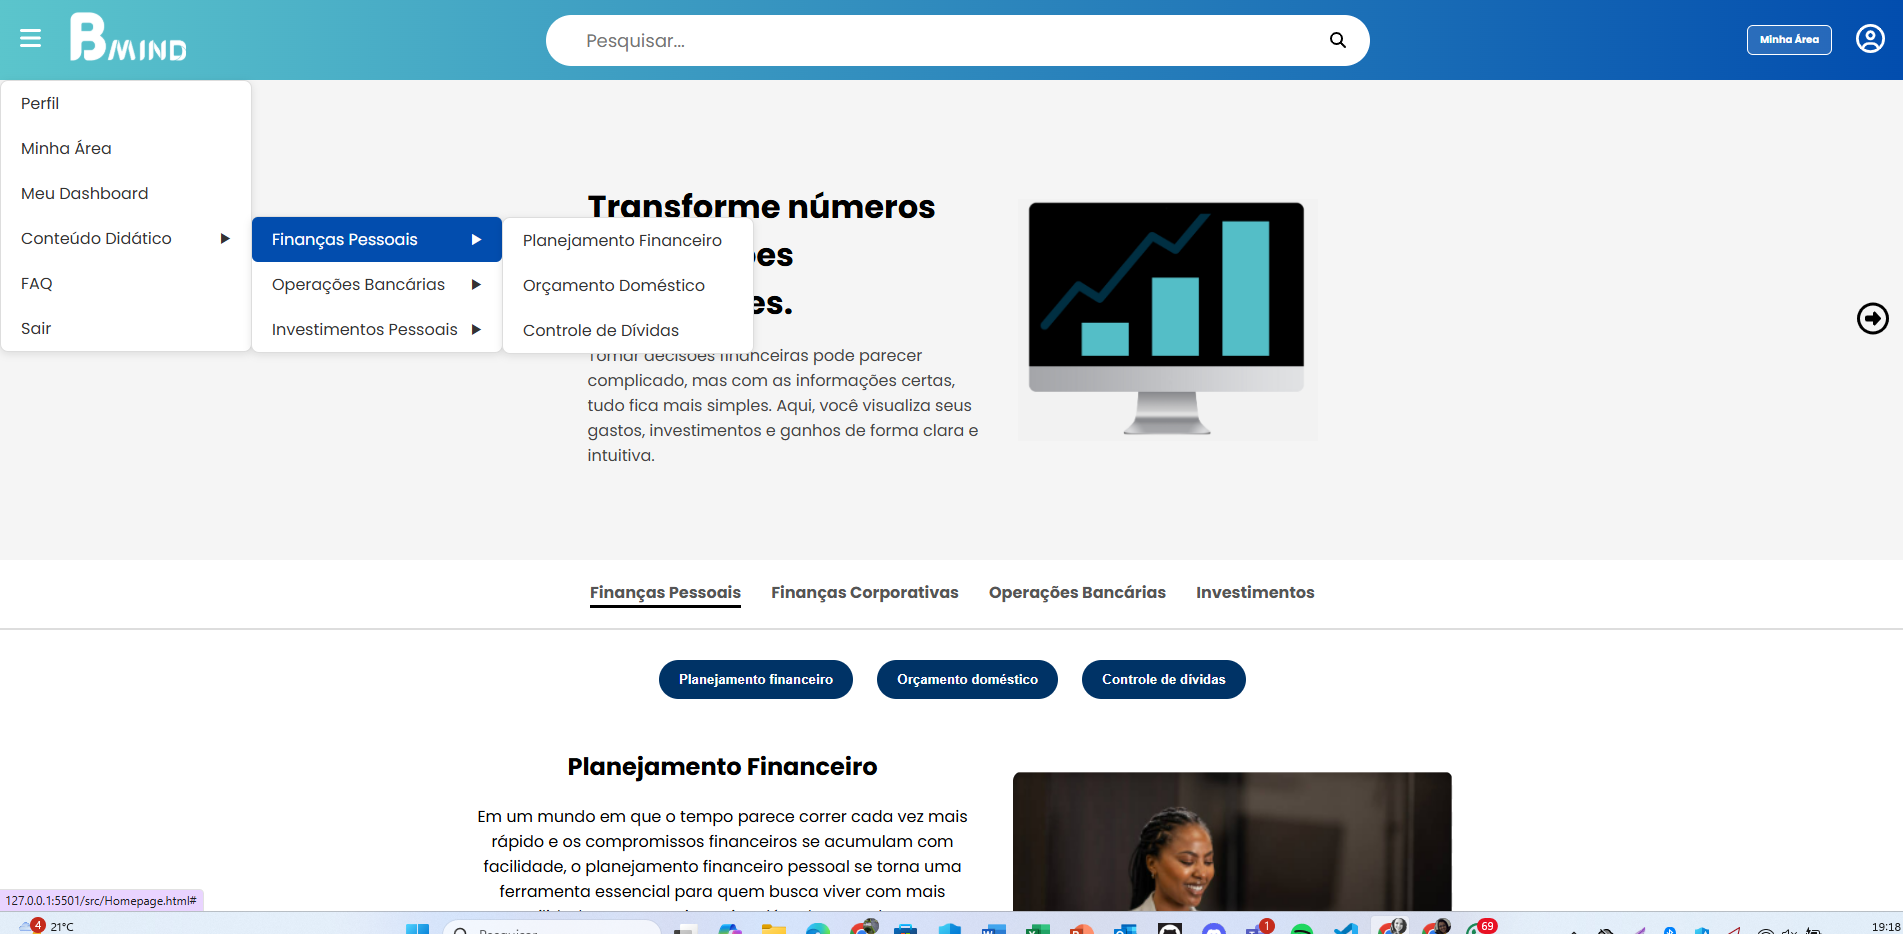 BMIND
Pesquisar...
Minha Área
Perfil
Minha Área
Meu Dashboard
Conteúdo Didático
FAQ
Sair
Finanças Pessoais
Operações Bancárias
Investimentos Pessoais
Planejamento Financeiro
Orçamento Doméstico
Controle de Dívidas
Transforme números
es
es.
Tomar decisões financeiras pode parecer
complicado, mas com as informações certas,
tudo fica mais simples. Aqui, você visualiza seus
gastos, investimentos e ganhos de forma clara e
intuitiva.
Finanças Pessoais Finanças Corporativas Operações Bancárias Investimentos
Planejamento financeiro Orçamento doméstico Controle de dívidas
Planejamento Financeiro
Em um mundo em que o tempo parece correr cada vez mais
rápido e os compromissos financeiros se acumulam com
facilidade, o planejamento financeiro pessoal se torna uma
ferramenta essencial para quem busca viver com mais
127.0.0.1:5501/src/Homepage.html#
4 21°C
Pesquisar
1
69
19:18